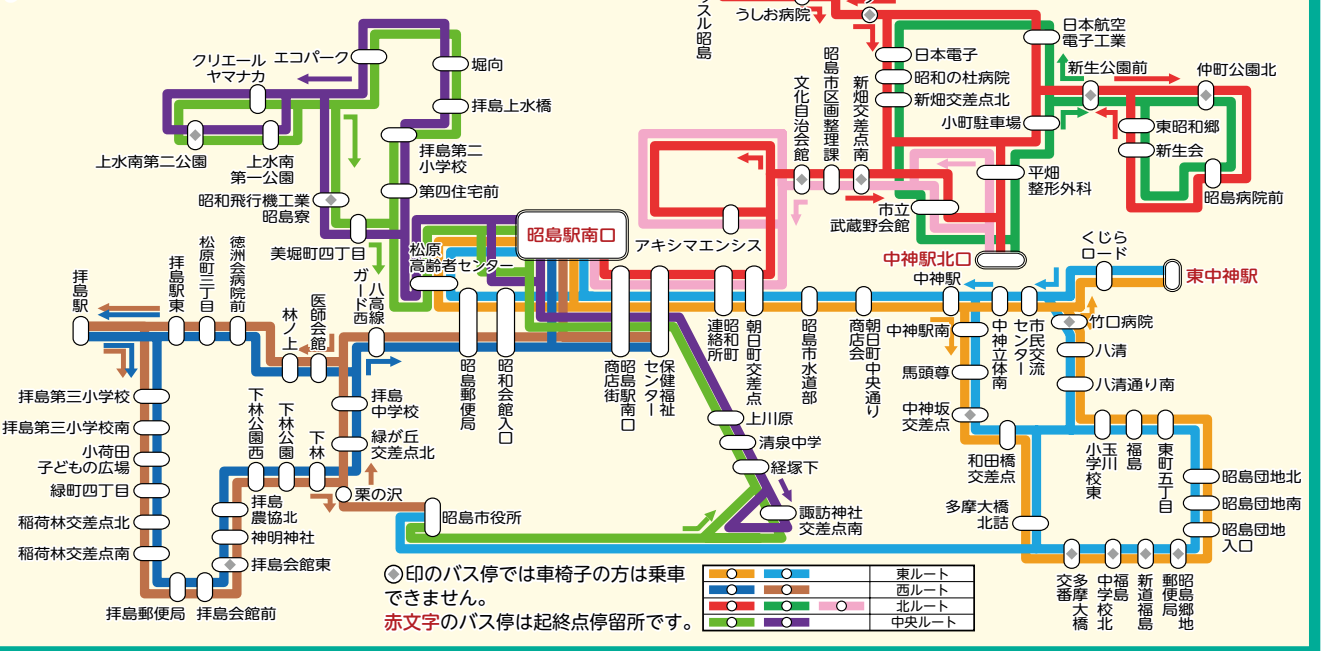 うしお病院
スル昭島
日本航空
電子工業
日本電子
昭和の杜病院
新畑交差点北
小町駐車場
新生公園前
仲町公園北
東昭和郷
新生会
昭島病院前
平畑
整形外科
文化自治会館
昭島市区画整理課
新畑交差点南
市立
武蔵野会館
アキシマエンシス
中神駅北口
クリエール
ヤマナカ
エコパーク
堀向
拝島上水橋
拝島第二
小学校
第四住宅前
上水南第二公園
上水南
第一公園
昭和飛行機工業
昭島寮
美堀町四丁目
松原
高齢者センター
昭島駅南口
拝島駅
拝島駅東
松原町三丁目
徳洲会病院前
林ノ上
医師会館
八高線
ガード西
昭島郵便局
昭和会館入口
昭島駅南口
商店街
保健福祉
センター
昭和町
連絡所
朝日町交差点
昭島市水道部
朝日町中央通り
商店会
中神駅
中神駅南
馬頭尊
中神坂
交差点
中神立体南
市民交流
センター
くじら
ロード
東中神駅
竹口病院
八清
八清通り南
和田橋
交差点
多摩大橋
北詰
玉川
小学校東
福島
東町五丁目
昭島団地北
昭島団地南
昭島団地
入口
多摩大橋
交番
福島
中学校北
新道福島
昭島郷地
郵便局
上川原
清泉中学
経塚下
諏訪神社
交差点南
昭島市役所
拝島
中学校
緑が丘
交差点北
栗の沢
下林
下林公園
下林公園西
拝島
農協北
神明神社
拝島会館東
拝島会館前
拝島郵便局
拝島第三小学校
拝島第三小学校南
小荷田
子どもの広場
緑町四丁目
稲荷林交差点北
稲荷林交差点南
印のバス停では車椅子の方は乗車
できません。
赤文字のバス停は起終点停留所です。
東ルート
西ルート
北ルート
中央ルート